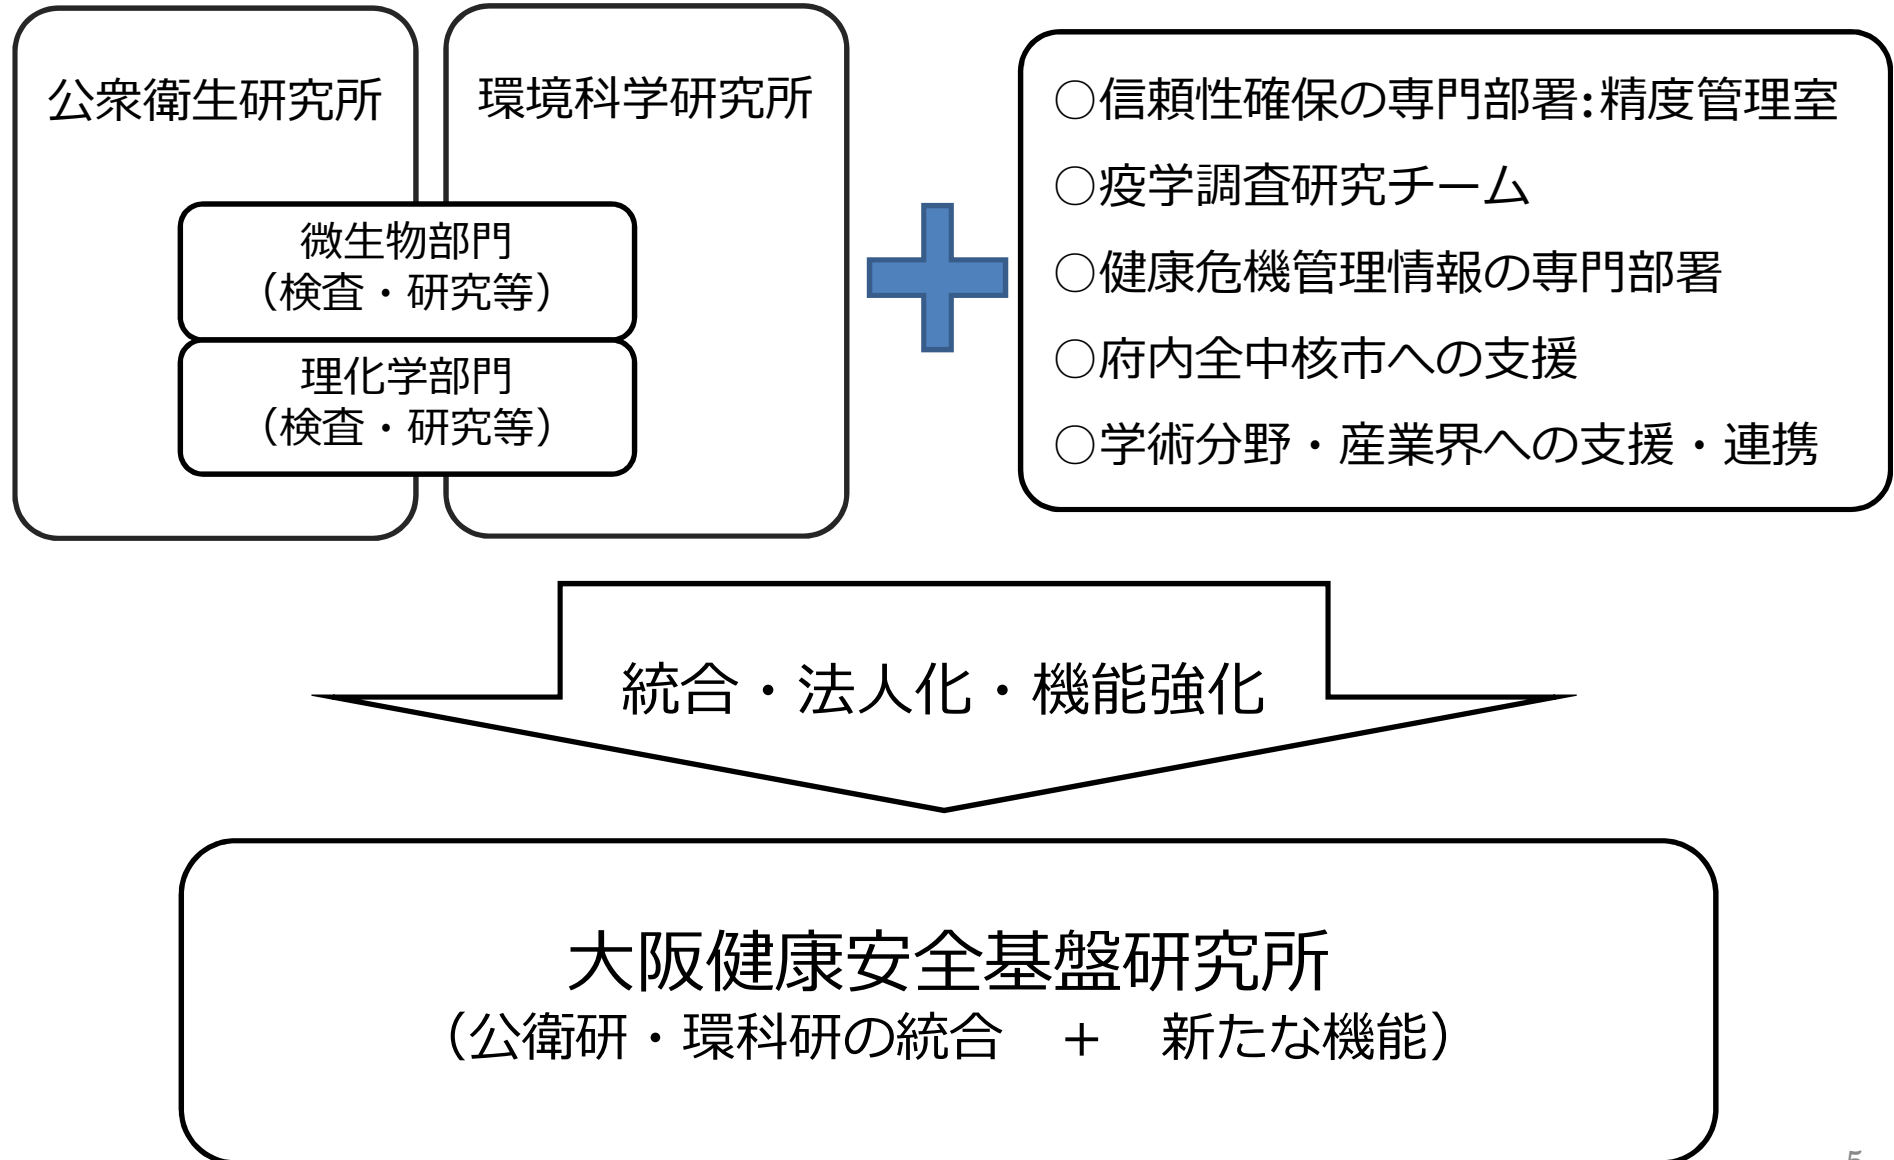 公衆衛生研究所
環境科学研究所
微生物部門
（検査・研究等）
理化学部門
（検査・研究等）
○信頼性確保の専門部署:精度管理室
○疫学調査研究チーム
○健康危機管理情報の専門部署
○府内全中核市への支援
○学術分野・産業界への支援・連携
統合・法人化・機能強化
大阪健康安全基盤研究所
（公衛研・環科研の統合　+　新たな機能）